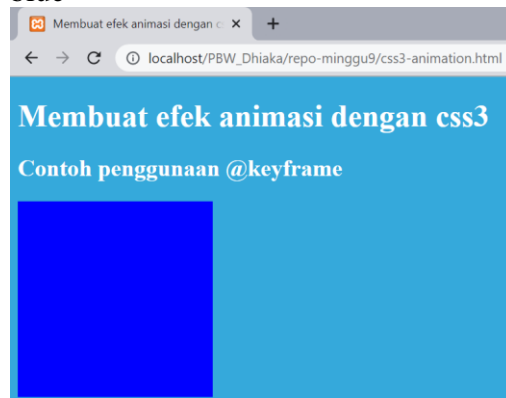 Membuat efek animasi dengan c
localhost/PBW_Dhiaka/repo-minggu9/css3-animation.html
Membuat efek animasi dengan css3
Contoh penggunaan @keyframe